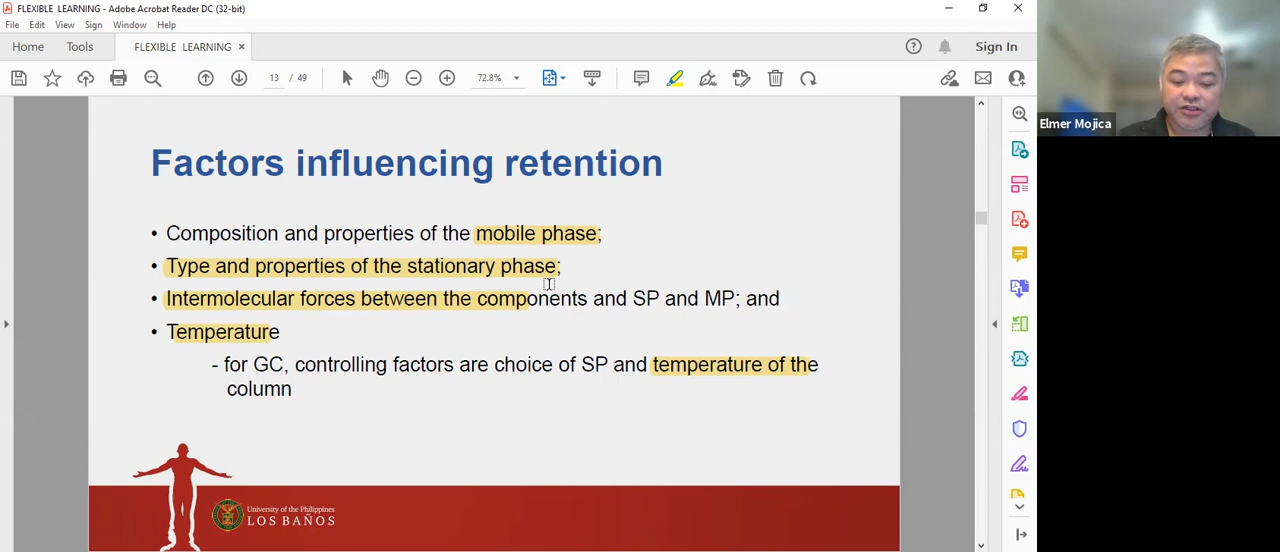 FLEXIBLE LEARNING - Adobe Acrobat Reader DC (32-bit)
File Edit View Sign Window Help
Home Tools FLEXIBLE LEARNING × Sign In
13 / 49 72.8%
Elmer Mojica
Factors influencing retention
• Composition and properties of the mobile phase;
• Type and properties of the stationary phase;
• Intermolecular forces between the components and SP and MP; and
• Temperature
- for GC, controlling factors are choice of SP and temperature of the
column
University of the Philippines
LOS BAÑOS